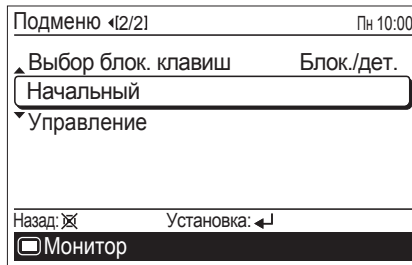 Подменю [2/2] Пн 10:00
Выбор блок. клавиш Блок./дет.
Начальный
Управление
Назад: Установка:
Монитор